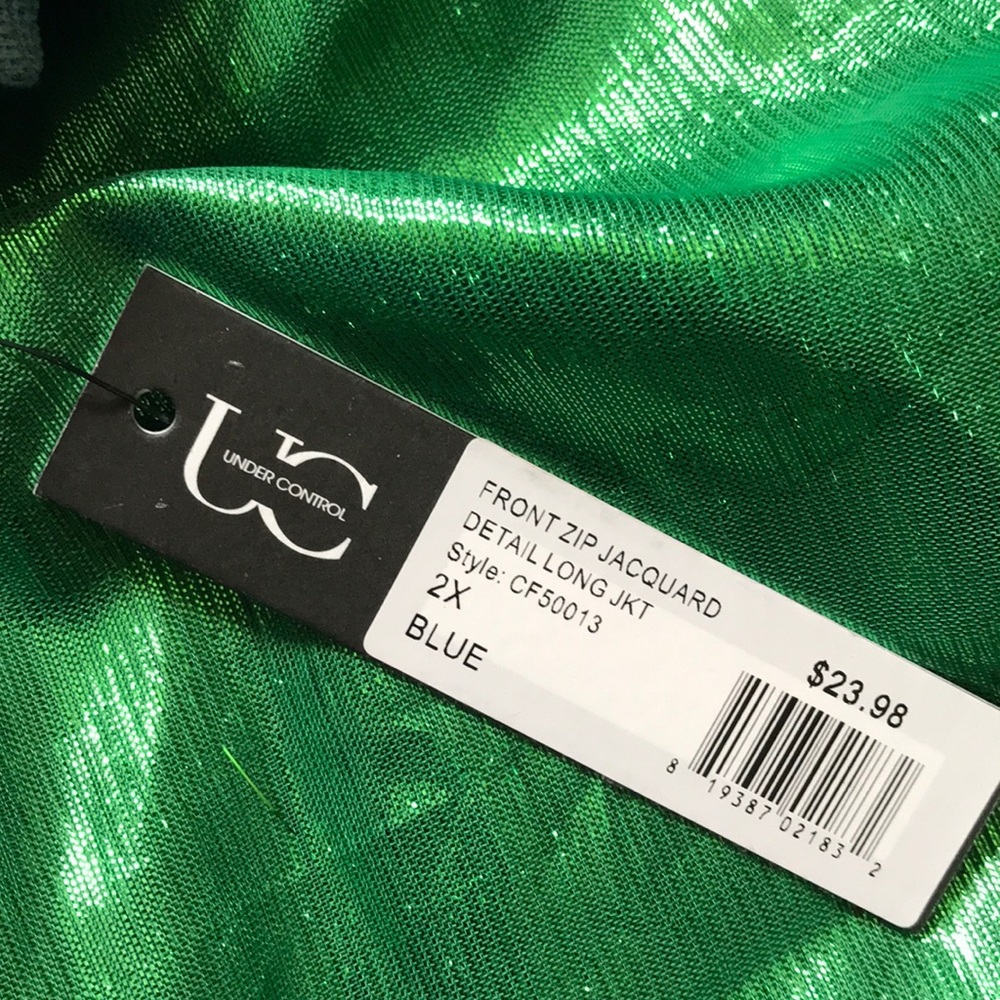 UC
UNDER CONTROL
FRONT ZIP JACQUARD
DETAIL LONG JKT
Style: CF50013
2X
BLUE
$23.98
8 19387 02183 2